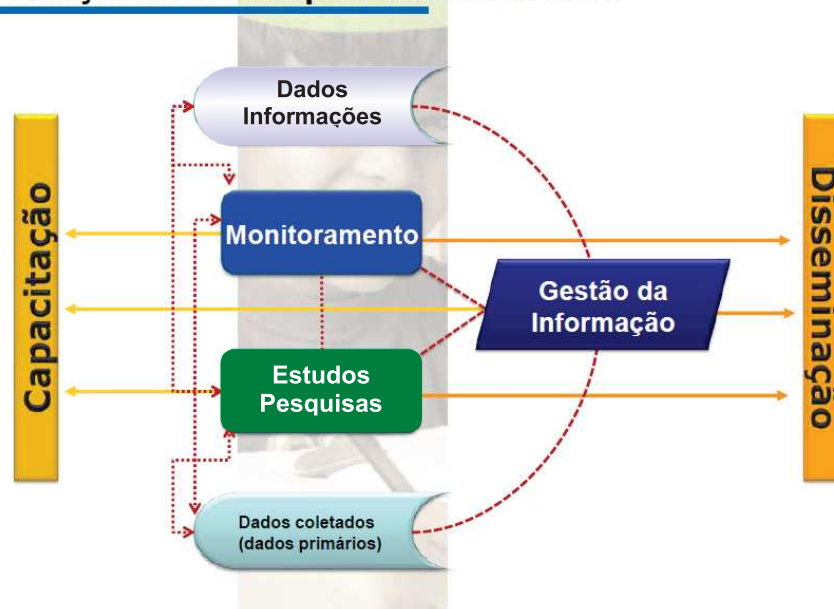 Dados
Informações
Capacitação
Monitoramento
Gestão da
Informação
Disseminação
Estudos
Pesquisas
Dados coletados
(dados primários)